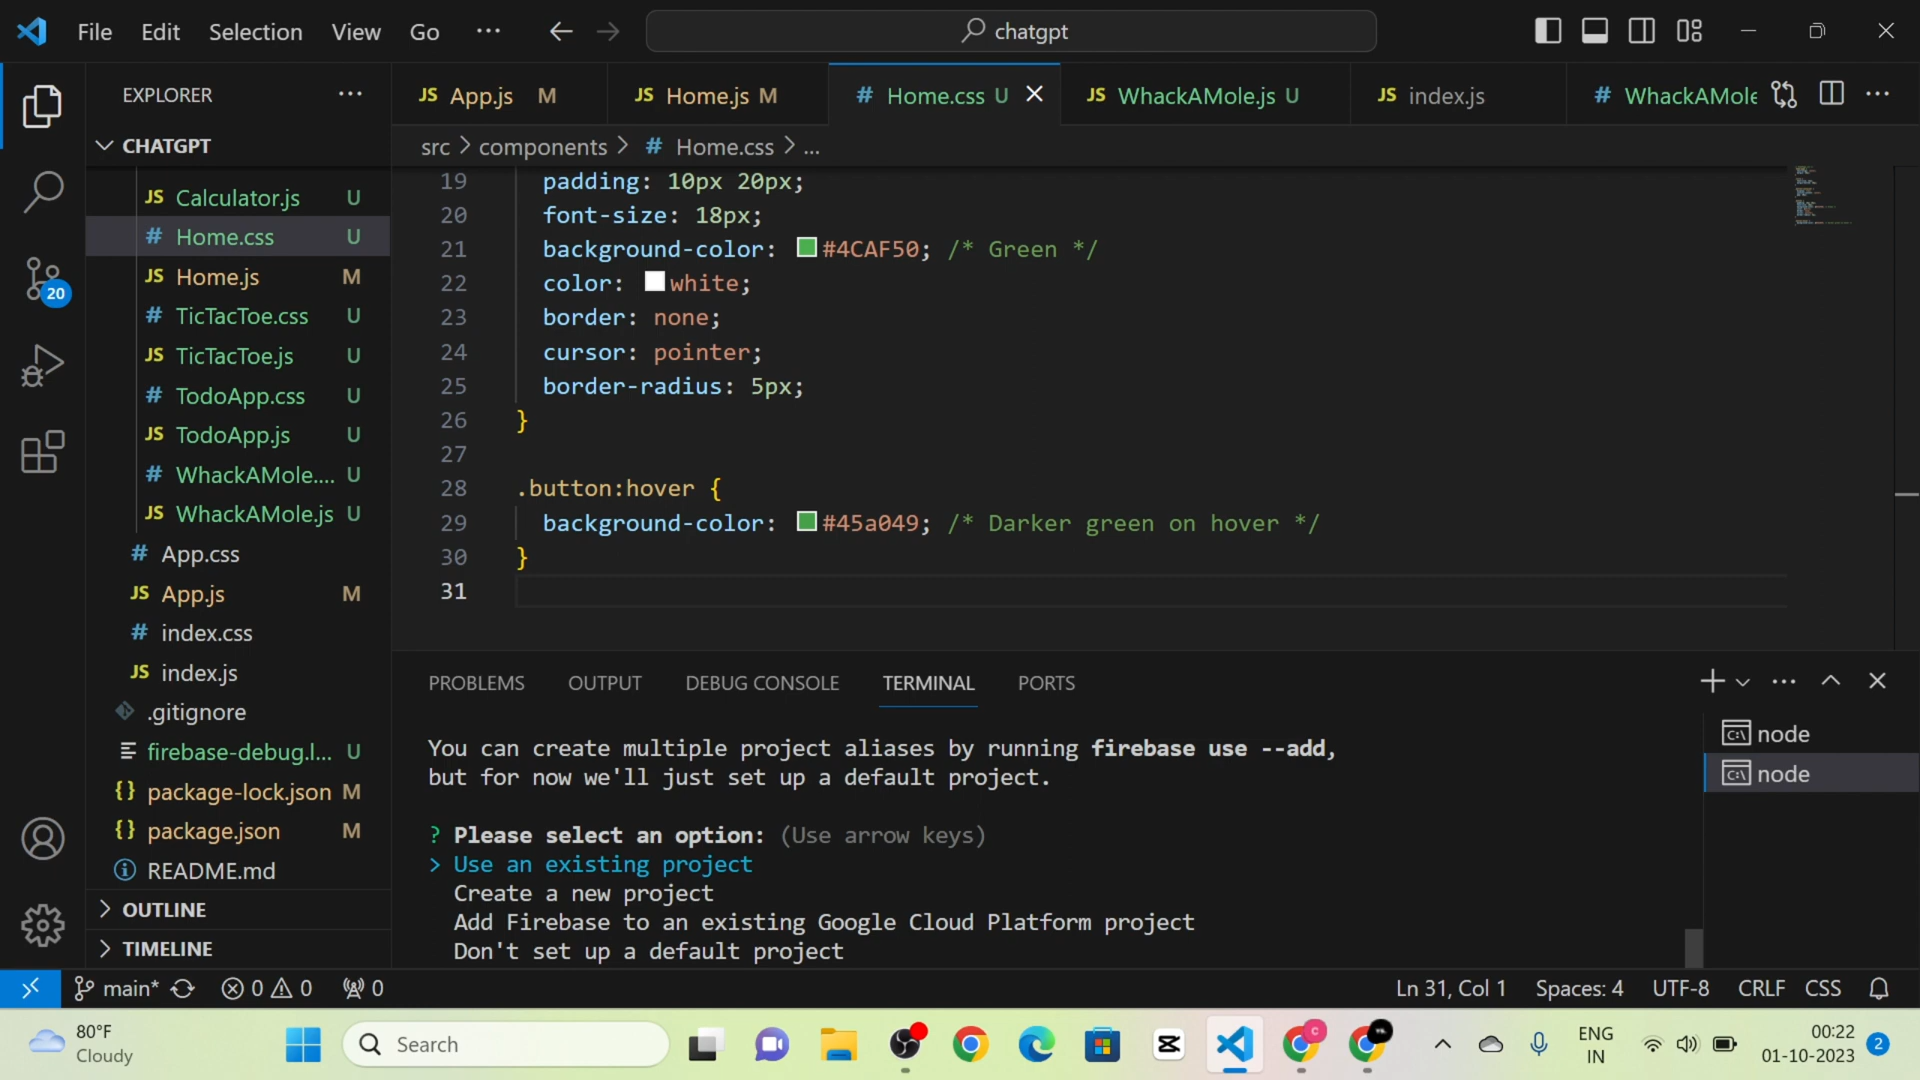 File Edit Selection View Go ··· chatgpt
EXPLORER ···
JS App.js M
JS Home.js M
# Home.css U
JS WhackAMole.js U
JS index.js
# WhackAMole
CHATGPT
src > components > # Home.css > ...
JS Calculator.js U
# Home.css U
JS Home.js M
# TicTacToe.css U
JS TicTacToe.js U
# TodoApp.css U
JS TodoApp.js U
# WhackAMole.... U
JS WhackAMole.js U
# App.css
JS App.js M
# index.css
JS index.js
.gitignore
firebase-debug.l... U
{} package-lock.json M
{} package.json M
README.md
OUTLINE
TIMELINE
20
19 padding: 10px 20px;
20 font-size: 18px;
21 background-color: #4CAF50; /* Green */
22 color: white;
23 border: none;
24 cursor: pointer;
25 border-radius: 5px;
26 }
27
28 .button:hover {
29 background-color: #45a049; /* Darker green on hover */
30 }
31
PROBLEMS OUTPUT DEBUG CONSOLE TERMINAL PORTS
You can create multiple project aliases by running firebase use --add,
but for now we'll just set up a default project.
? Please select an option: (Use arrow keys)
> Use an existing project
Create a new project
Add Firebase to an existing Google Cloud Platform project
Don't set up a default project
node
node
main* 0 0 0 Ln 31, Col 1 Spaces: 4 UTF-8 CRLF CSS
80°F
Cloudy
Search
C
ENG
IN
00:22
01-10-2023
2